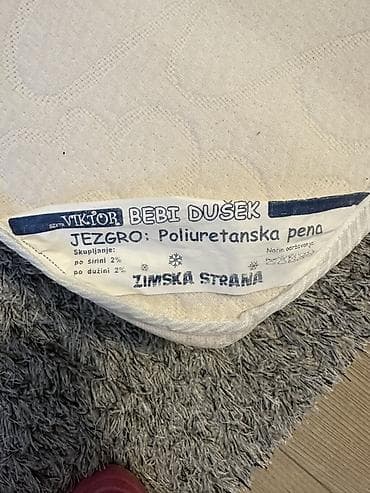 VIKTOR BEBI DUŠEK
JEZGRO: Poliuretanska pena
Skupljanje:
po širini 2%
po dužini 2%
Način održavanja
ZIMSKA STRANA